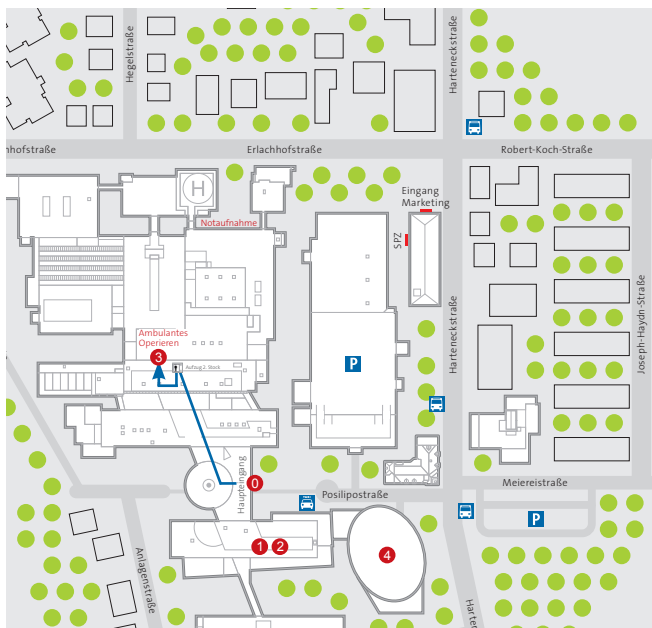 Hegelstraße
Harteneckstraße
nhofstraße
Erlachhofstraße
Robert-Koch-Straße
H
Eingang
Marketing
Notaufnahme
SPZ
Joseph-Haydn-Straße
Harteneckstraße
Ambulantes
Operieren
3
Aufzug 2. Stock
P
Haupteingang
0
Meiereistraße
Posilipostraße
P
1
2
4
Anlagenstraße
Harten